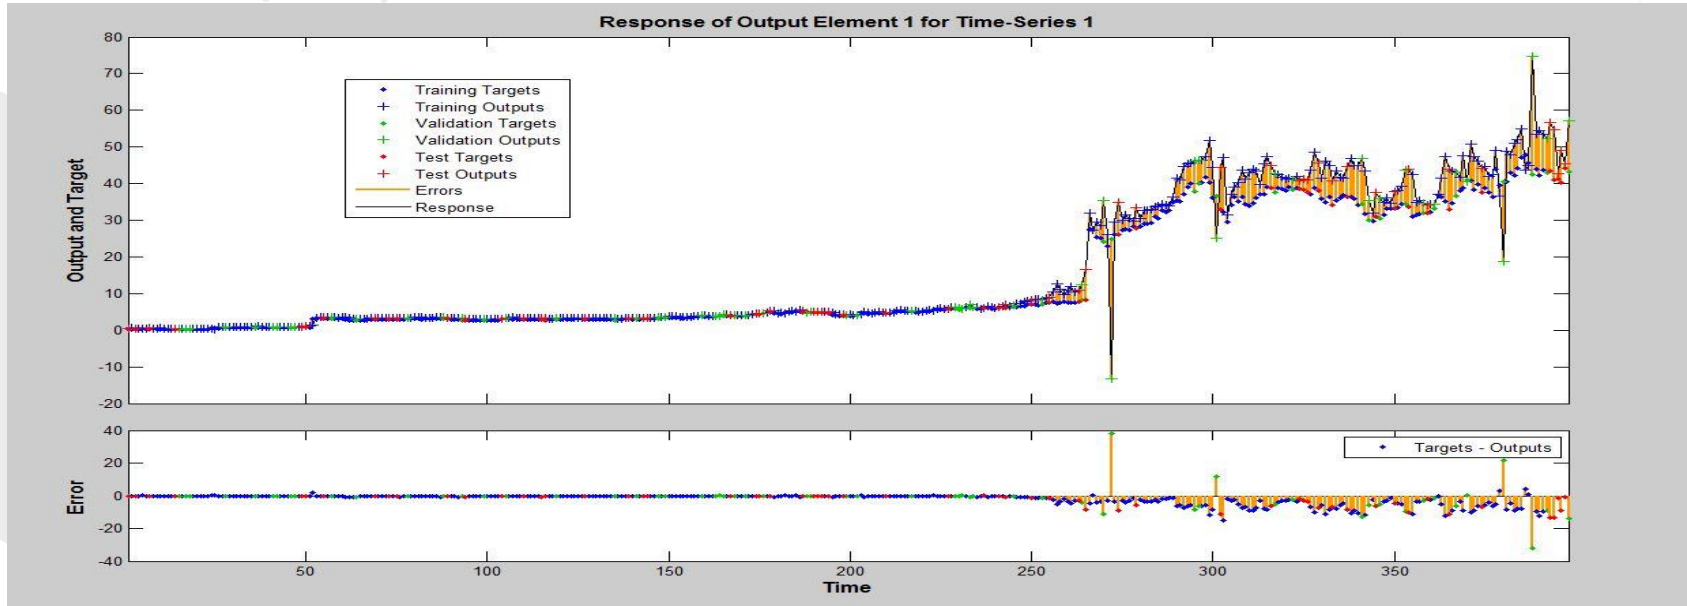 Response of Output Element 1 for Time-Series 1
Output and Target
80
70
60
50
40
30
20
10
0
-10
-20
Training Targets
Training Outputs
Validation Targets
Validation Outputs
Test Targets
Test Outputs
Errors
Response
Error
40
20
0
-20
-40
Targets - Outputs
50
100
150
200
250
300
350
Time